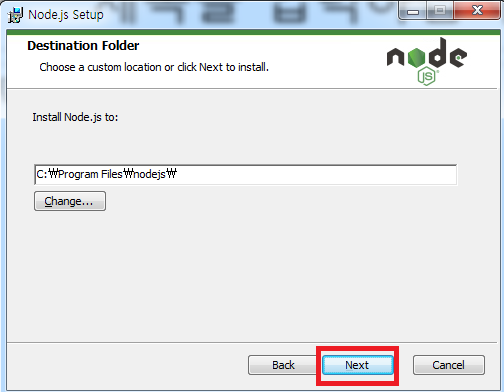 Node.js Setup
Destination Folder
Choose a custom location or click Next to install.
node
JS
Install Node.js to:
C:₩Program Files₩nodejs₩
Change...
Back
Next
Cancel